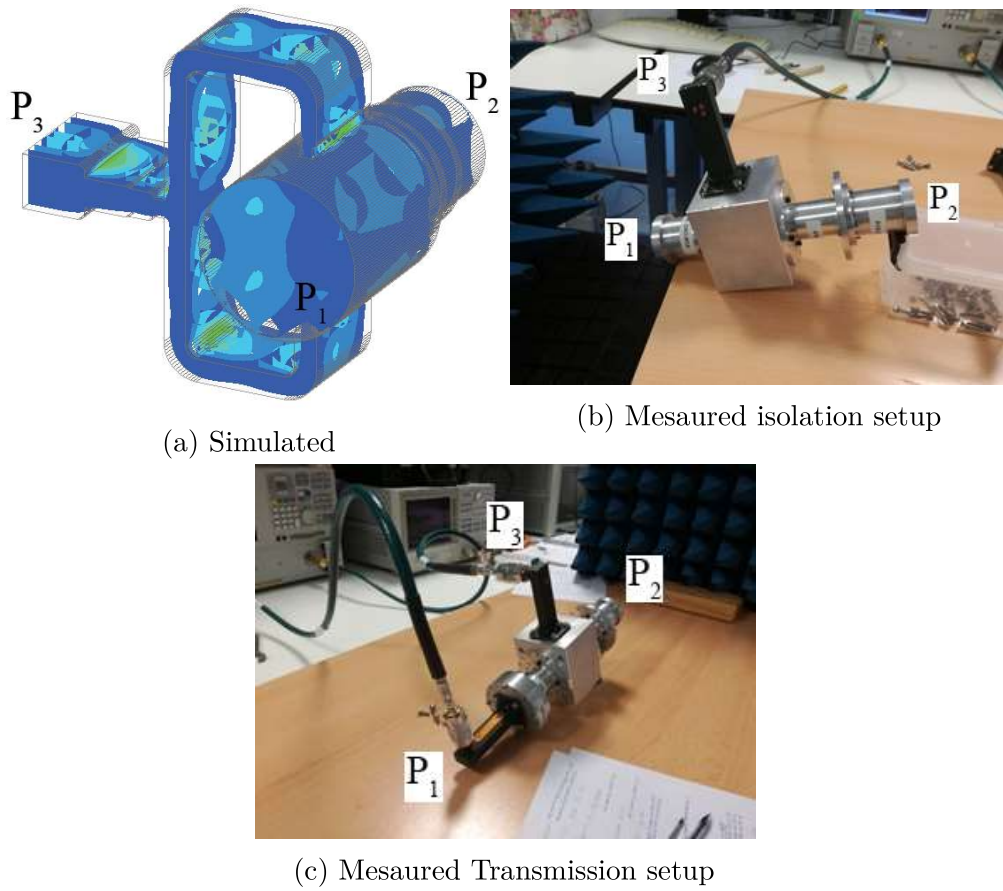 P3
P2
P1
(a) Simulated
P3
P1
P2
(b) Mesaured isolation setup
P3
P2
P1
(c) Mesaured Transmission setup